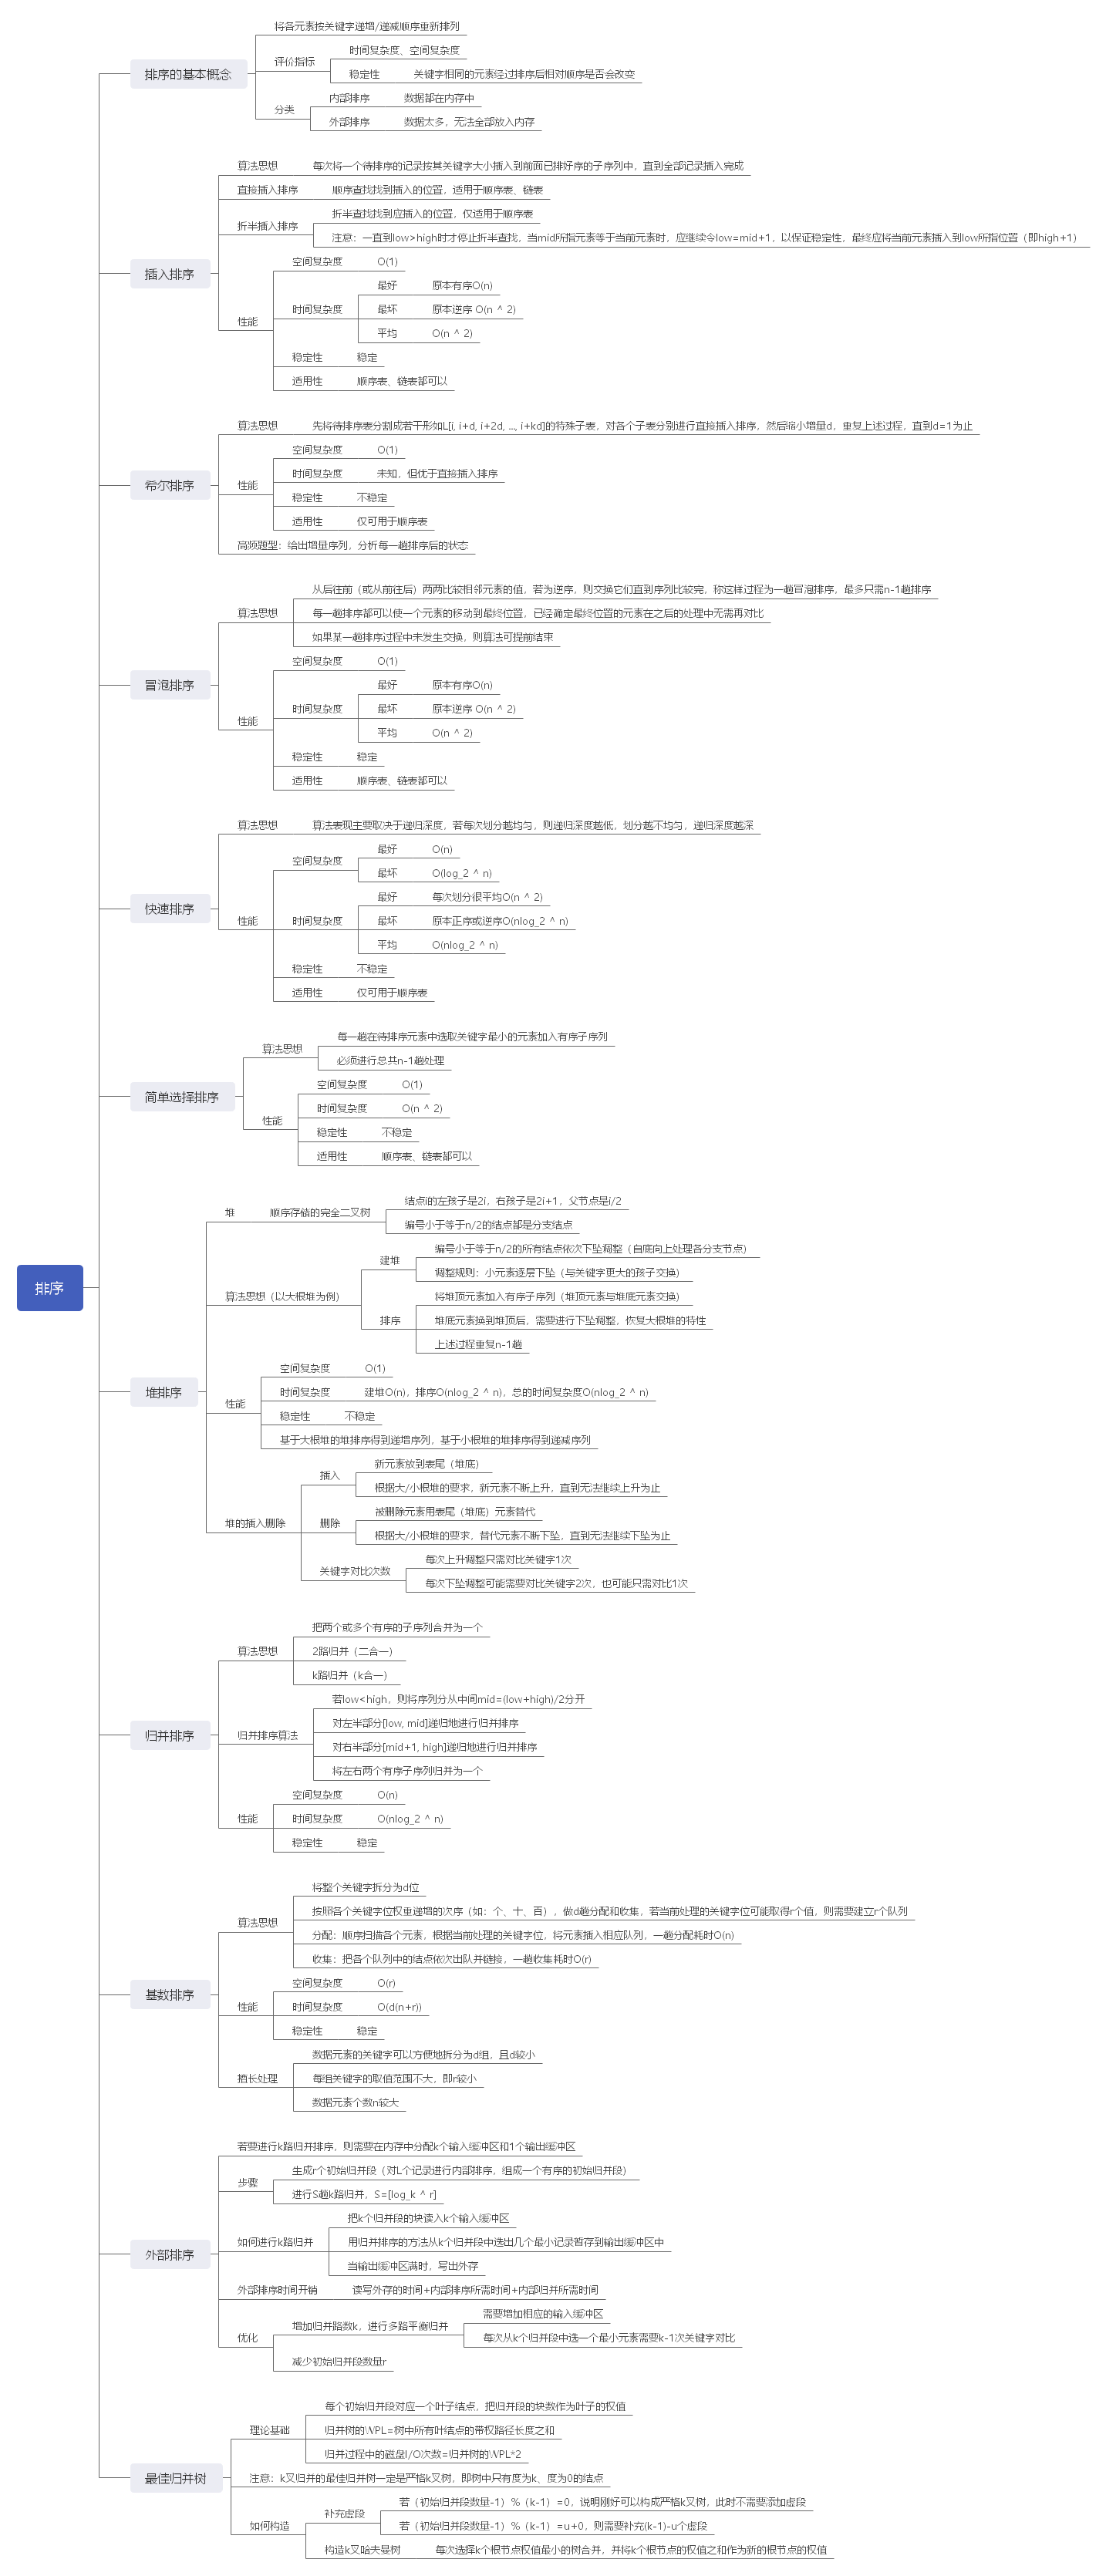 排序
排序的基本概念
将各元素按关键字递增/递减顺序重新排列
评价指标
时间复杂度、空间复杂度
稳定性 关键字相同的元素经过排序后相对顺序是否会改变
分类
内部排序 数据都在内存中
外部排序 数据太多，无法全部放入内存
插入排序
算法思想 每次将一个待排序的记录按其关键字大小插入到前面已排好序的子序列中，直到全部记录插入完成
直接插入排序 顺序查找找到插入的位置，适用于顺序表、链表
折半插入排序
折半查找找到应插入的位置，仅适用于顺序表
注意：一直到low>high时才停止折半查找，当mid所指元素等于当前元素时，应继续令low=mid+1，以保证稳定性，最终应将当前元素插入到low所指位置（即high+1）
性能
空间复杂度 O(1)
时间复杂度
最好 原本有序O(n)
最坏 原本逆序 O(n ^ 2)
平均 O(n ^ 2)
稳定性 稳定
适用性 顺序表、链表都可以
希尔排序
算法思想 先将待排序表分割成若干形如L[i, i+d, i+2d, ..., i+kd]的特殊子表，对各个子表分别进行直接插入排序，然后缩小增量d，重复上述过程，直到d=1为止
性能
空间复杂度 O(1)
时间复杂度 未知，但优于直接插入排序
稳定性 不稳定
适用性 仅可用于顺序表
高频题型：给出增量序列，分析每一趟排序后的状态
冒泡排序
算法思想
从后往前（或从前往后）两两比较相邻元素的值，若为逆序，则交换它们直到序列比较完，称这样过程为一趟冒泡排序，最多只需n-1趟排序
每一趟排序都可以使一个元素的移动到最终位置，已经确定最终位置的元素在之后的处理中无需再对比
如果某一趟排序过程中未发生交换，则算法可提前结束
性能
空间复杂度 O(1)
时间复杂度
最好 原本有序O(n)
最坏 原本逆序 O(n ^ 2)
平均 O(n ^ 2)
稳定性 稳定
适用性 顺序表、链表都可以
快速排序
算法思想 算法表现主要取决于递归深度，若每次划分越均匀，则递归深度越低，划分越不均匀，递归深度越深
性能
空间复杂度
最好 O(n)
最坏 O(log_2 ^ n)
时间复杂度
最好 每次划分很平均O(n ^ 2)
最坏 原本正序或逆序O(nlog_2 ^ n)
平均 O(nlog_2 ^ n)
稳定性 不稳定
适用性 仅可用于顺序表
简单选择排序
算法思想
每一趟在待排序元素中选取关键字最小的元素加入有序子序列
必须进行总共n-1趟处理
性能
空间复杂度 O(1)
时间复杂度 O(n ^ 2)
稳定性 不稳定
适用性 顺序表、链表都可以
堆排序
堆 顺序存储的完全二叉树
结点i的左孩子是2i，右孩子是2i+1，父节点是i/2
编号小于等于n/2的结点都是分支结点
算法思想（以大根堆为例）
建堆
编号小于等于n/2的所有结点依次下坠调整（自底向上处理各分支节点）
调整规则：小元素逐层下坠（与关键字更大的孩子交换）
排序
将堆顶元素加入有序子序列（堆顶元素与堆底元素交换）
堆底元素换到堆顶后，需要进行下坠调整，恢复大根堆的特性
上述过程重复n-1趟
性能
空间复杂度 O(1)
时间复杂度 建堆O(n)，排序O(nlog_2 ^ n)，总的时间复杂度O(nlog_2 ^ n)
稳定性 不稳定
基于大根堆的堆排序得到递增序列，基于小根堆的堆排序得到递减序列
堆的插入删除
插入
新元素放到表尾（堆底）
根据大/小根堆的要求，新元素不断上升，直到无法继续上升为止
删除
被删除元素用表尾（堆底）元素替代
根据大/小根堆的要求，替代元素不断下坠，直到无法继续下坠为止
关键字对比次数
每次上升调整只需对比关键字1次
每次下坠调整可能需要对比关键字2次，也可能只需对比1次
归并排序
算法思想
把两个或多个有序的子序列合并为一个
2路归并（二合一）
k路归并（k合一）
归并排序算法
若low<high，则将序列分从中间mid=(low+high)/2分开
对左半部分[low, mid]递归地进行归并排序
对右半部分[mid+1, high]递归地进行归并排序
将左右两个有序子序列归并为一个
性能
空间复杂度 O(n)
时间复杂度 O(nlog_2 ^ n)
稳定性 稳定
基数排序
算法思想
将整个关键字拆分为d位
按照各个关键字位权重递增的次序（如：个、十、百），做d趟分配和收集，若当前处理的关键字位可能取得r个值，则需要建立r个队列
分配：顺序扫描各个元素，根据当前处理的关键字位，将元素插入相应队列，一趟分配耗时O(n)
收集：把各个队列中的结点依次出队并链接，一趟收集耗时O(r)
性能
空间复杂度 O(r)
时间复杂度 O(d(n+r))
稳定性 稳定
擅长处理
数据元素的关键字可以方便地拆分为d组，且d较小
每组关键字的取值范围不大，即r较小
数据元素个数n较大
外部排序
若要进行k路归并排序，则需要在内存中分配k个输入缓冲区和1个输出缓冲区
步骤
生成r个初始归并段（对L个记录进行内部排序，组成一个有序的初始归并段）
进行S趟k路归并，S=[log_k ^ r]
如何进行k路归并
把k个归并段的块读入k个输入缓冲区
用归并排序的方法从k个归并段中选出几个最小记录暂存到输出缓冲区中
当输出缓冲区满时，写出外存
外部排序时间开销 读写外存的时间+内部排序所需时间+内部归并所需时间
优化
增加归并路数k，进行多路平衡归并
需要增加相应的输入缓冲区
每次从k个归并段中选一个最小元素需要k-1次关键字对比
减少初始归并段数量r
最佳归并树
理论基础
每个初始归并段对应一个叶子结点，把归并段的块数作为叶子的权值
归并树的WPL=树中所有叶结点的带权路径长度之和
归并过程中的磁盘I/O次数=归并树的WPL*2
注意：k叉归并的最佳归并树一定是严格k叉树，即树中只有度为k、度为0的结点
如何构造
补充虚段
若（初始归并段数量-1）%（k-1）=0，说明刚好可以构成严格k叉树，此时不需要添加虚段
若（初始归并段数量-1）%（k-1）=u+0，则需要补充(k-1)-u个虚段
构造k叉哈夫曼树 每次选择k个根节点权值最小的树合并，并将k个根节点的权值之和作为新的根节点的权值